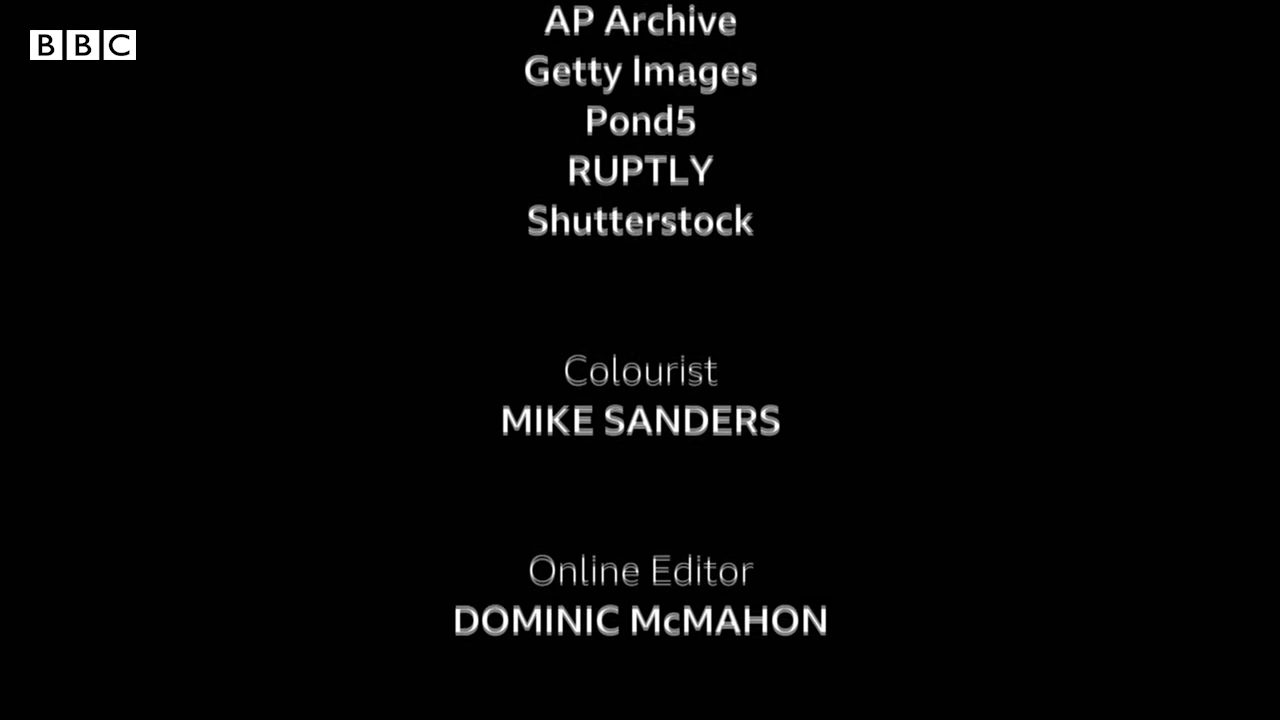 BBC
AP Archive
Getty Images
Pond5
RUPTLY
Shutterstock
Colourist
MIKE SANDERS
Online Editor
DOMINIC McMAHON